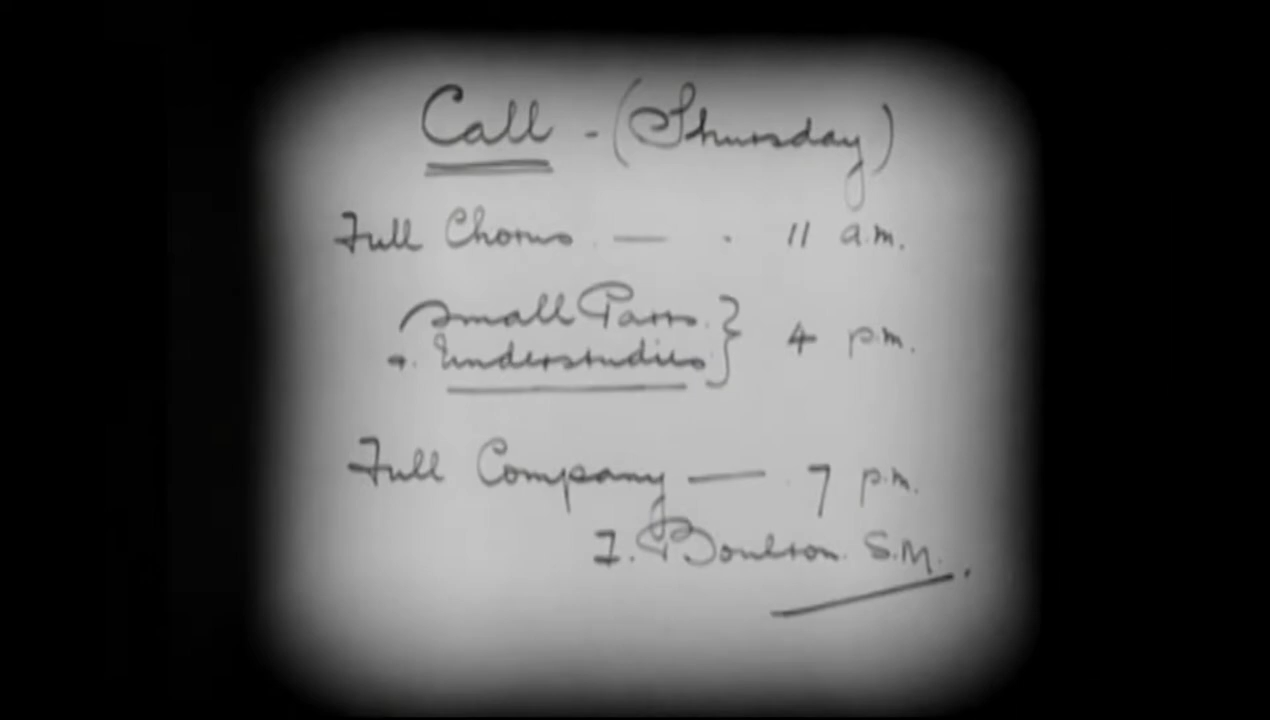 Call - (Thursday)
Full Chorus — . 11 a.m.
Small Parts. } 4 p.m.
+ Understudies
Full Company — 7 p.m.
J. Boulton. S.M.